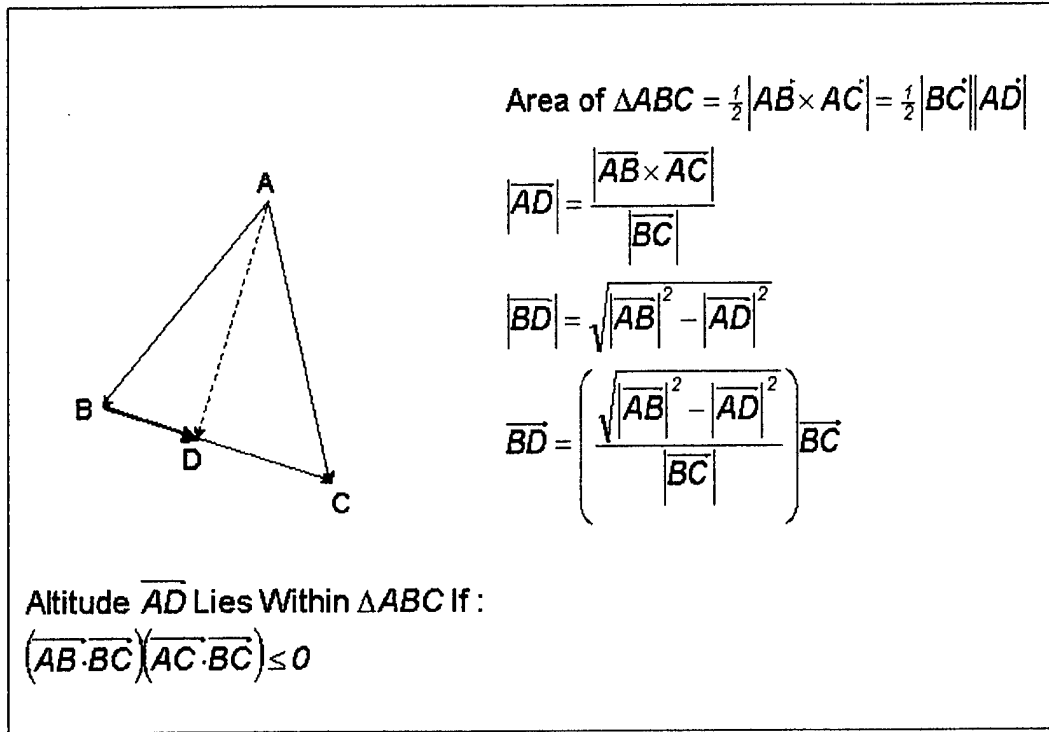 Area of ΔABC = ½|AB⃗ × AC⃗| = ½|BC⃗||AD⃗|
|AD⃗| = |AB⃗ × AC⃗| / |BC⃗|
|BD⃗| = √(|AB⃗|² − |AD⃗|²)
BD⃗ = ( √(|AB⃗|² − |AD⃗|²) / |BC⃗| ) BC⃗
A
B
D
C
Altitude AD⃗ Lies Within ΔABC If :
(AB⃗·BC⃗)(AC⃗·BC⃗) ≤ 0